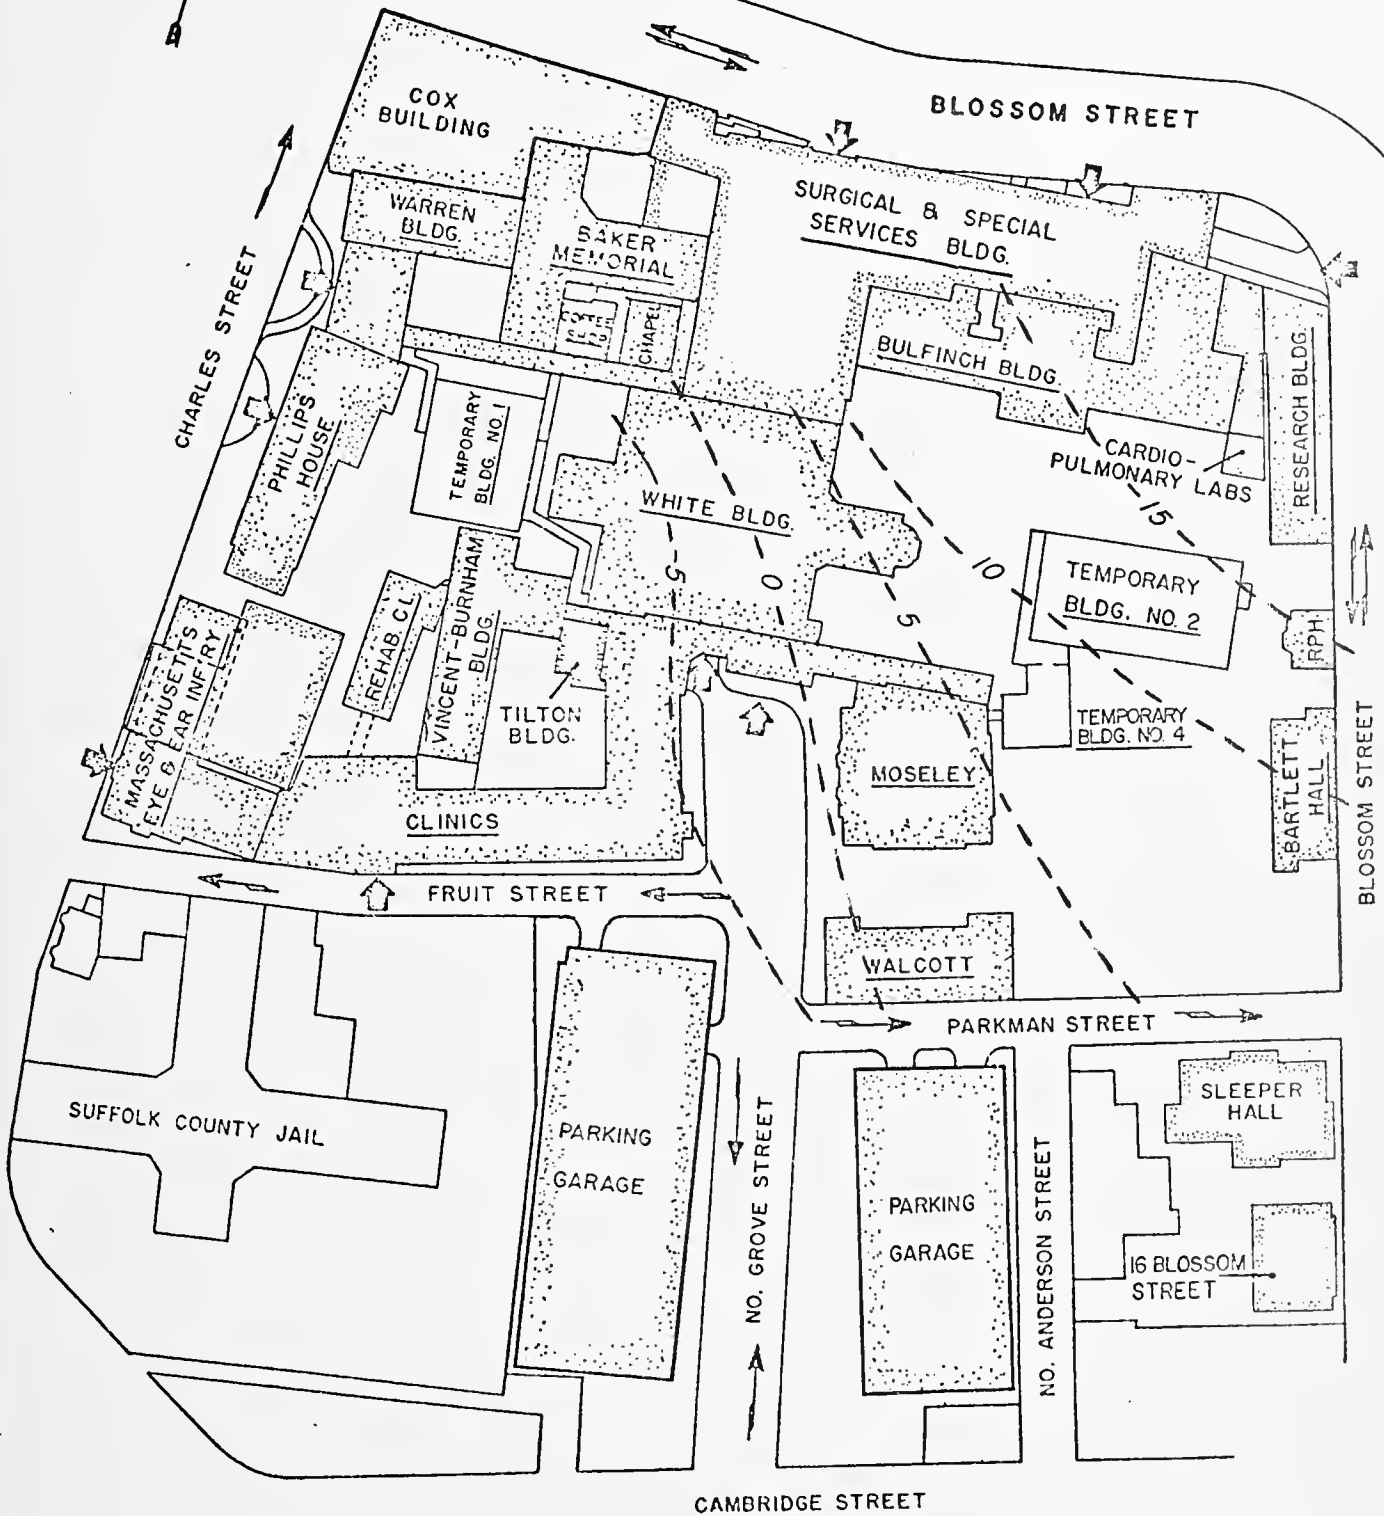 BLOSSOM STREET
COX
BUILDING
WARREN
BLDG.
BAKER
MEMORIAL
SURGICAL & SPECIAL
SERVICES BLDG.
COFFEE
CHAPEL
BULFINCH BLDG.
CHARLES STREET
PHILLIPS
HOUSE
TEMPORARY
BLDG. NO. 1
CARDIO-
PULMONARY LABS
RESEARCH BLDG.
WHITE BLDG.
-5
0
5
10
15
TEMPORARY
BLDG. NO. 2
RPH
MASSACHUSETTS
EYE & EAR INF'RY
REHAB. CL.
VINCENT-BURNHAM
BLDG.
TILTON
BLDG.
TEMPORARY
BLDG. NO. 4
MOSELEY
BARTLETT
HALL
BLOSSOM STREET
CLINICS
FRUIT STREET
WALCOTT
PARKMAN STREET
SUFFOLK COUNTY JAIL
PARKING
GARAGE
NO. GROVE STREET
PARKING
GARAGE
NO. ANDERSON STREET
SLEEPER
HALL
16 BLOSSOM
STREET
CAMBRIDGE STREET